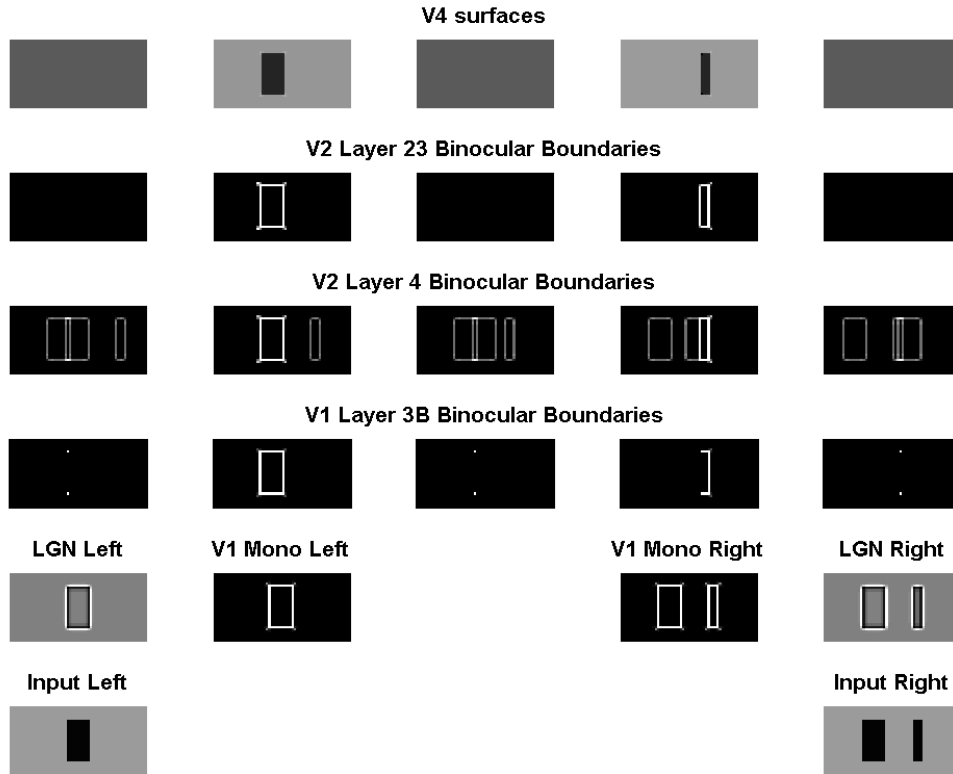 V4 surfaces
V2 Layer 23 Binocular Boundaries
V2 Layer 4 Binocular Boundaries
V1 Layer 3B Binocular Boundaries
LGN Left V1 Mono Left V1 Mono Right LGN Right
Input Left Input Right